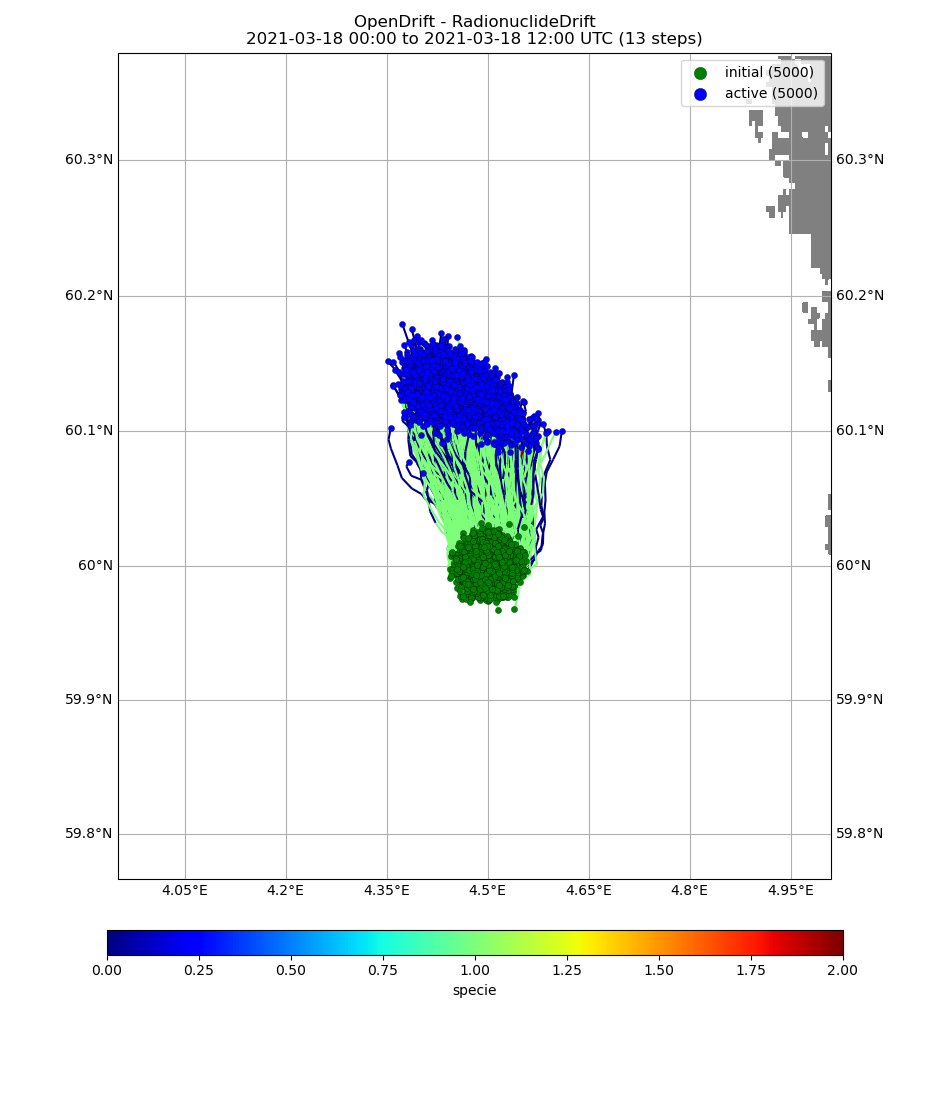 OpenDrift - RadionuclideDrift
2021-03-18 00:00 to 2021-03-18 12:00 UTC (13 steps)
initial (5000)
active (5000)
60.3°N 60.3°N
60.2°N 60.2°N
60.1°N 60.1°N
60°N 60°N
59.9°N 59.9°N
59.8°N 59.8°N
4.05°E 4.2°E 4.35°E 4.5°E 4.65°E 4.8°E 4.95°E
0.00 0.25 0.50 0.75 1.00 1.25 1.50 1.75 2.00
specie